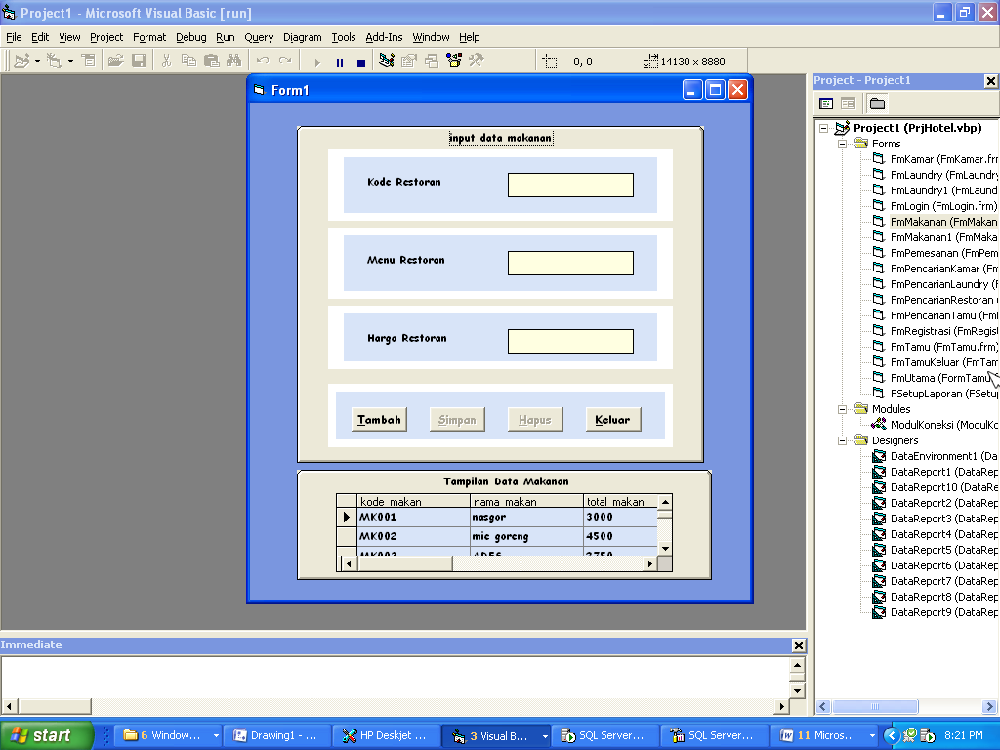 Project1 - Microsoft Visual Basic [run]
File Edit View Project Format Debug Run Query Diagram Tools Add-Ins Window Help
0, 0 14130 x 8880
Form1
input data makanan
Kode Restoran
Menu Restoran
Harga Restoran
Tambah Simpan Hapus Keluar
Tampilan Data Makanan
kode makan nama makan total makan
MK001 nasgor 3000
MK002 mie goreng 4500
Project - Project1
Project1 (PrjHotel.vbp)
Forms
FmKamar (FmKamar.frm
FmLaundry (FmLaundry
FmLaundry1 (FmLaund
FmLogin (FmLogin.frm)
FmMakanan (FmMakan
FmMakanan1 (FmMaka
FmPemesanan (FmPem
FmPencarianKamar (Fm
FmPencarianLaundry (F
FmPencarianRestoran
FmPencarianTamu (FmI
FmRegistrasi (FmRegist
FmTamu (FmTamu.frm)
FmTamuKeluar (FmTam
FmUtama (FormTamu.
FSetupLaporan (FSetup
Modules
ModulKoneksi (ModulKo
Designers
DataEnvironment1 (Da
DataReport1 (DataRep
DataReport10 (DataRe
DataReport2 (DataRep
DataReport3 (DataRep
DataReport4 (DataRep
DataReport5 (DataRep
DataReport6 (DataRep
DataReport7 (DataRep
DataReport8 (DataRep
DataReport9 (DataRep
Immediate
start 6 Window... Drawing1 - ... HP Deskjet ... 3 Visual B... SQL Server... SQL Server... 11 Micros... 8:21 PM